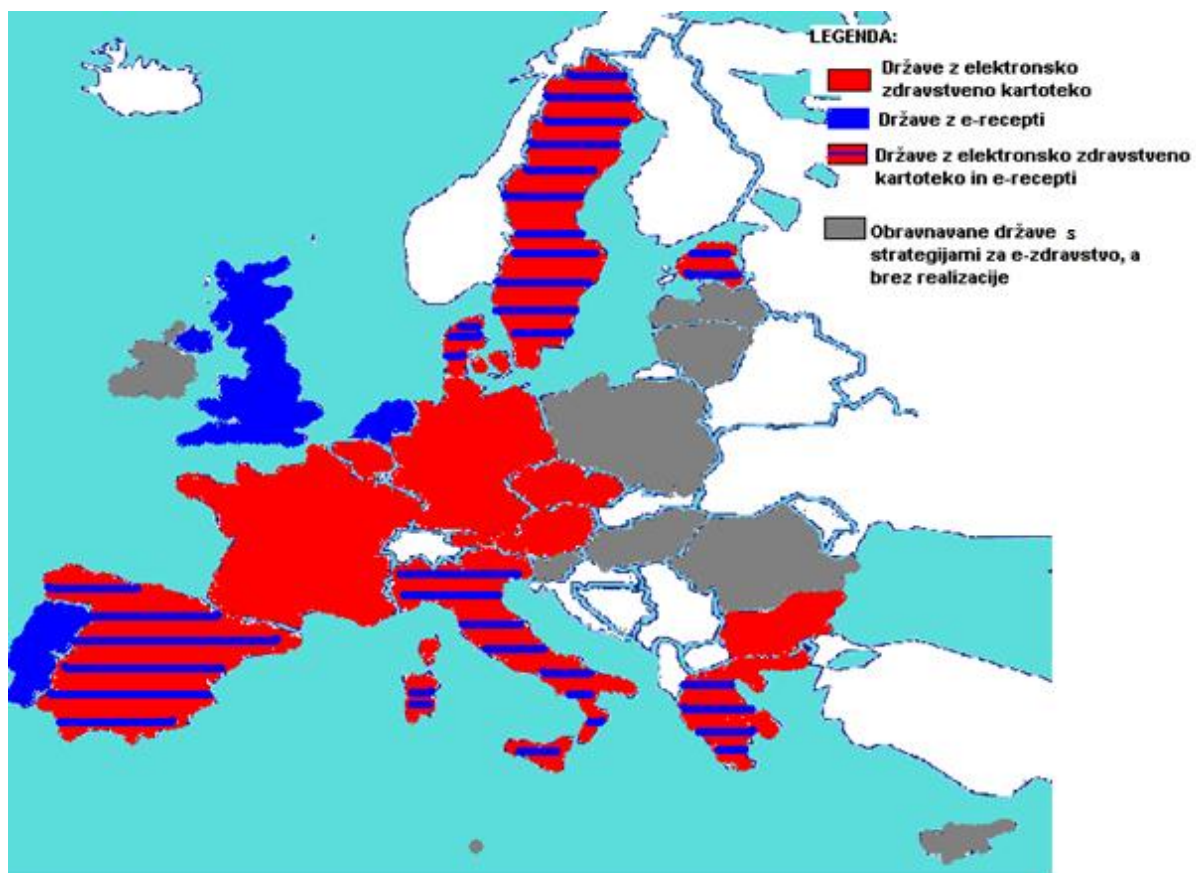 LEGENDA:
Države z elektronsko
zdravstveno kartoteko
Države z e-recepti
Države z elektronsko zdravstveno
kartoteko in e-recepti
Obravnavane države s
strategijami za e-zdravstvo, a
brez realizacije